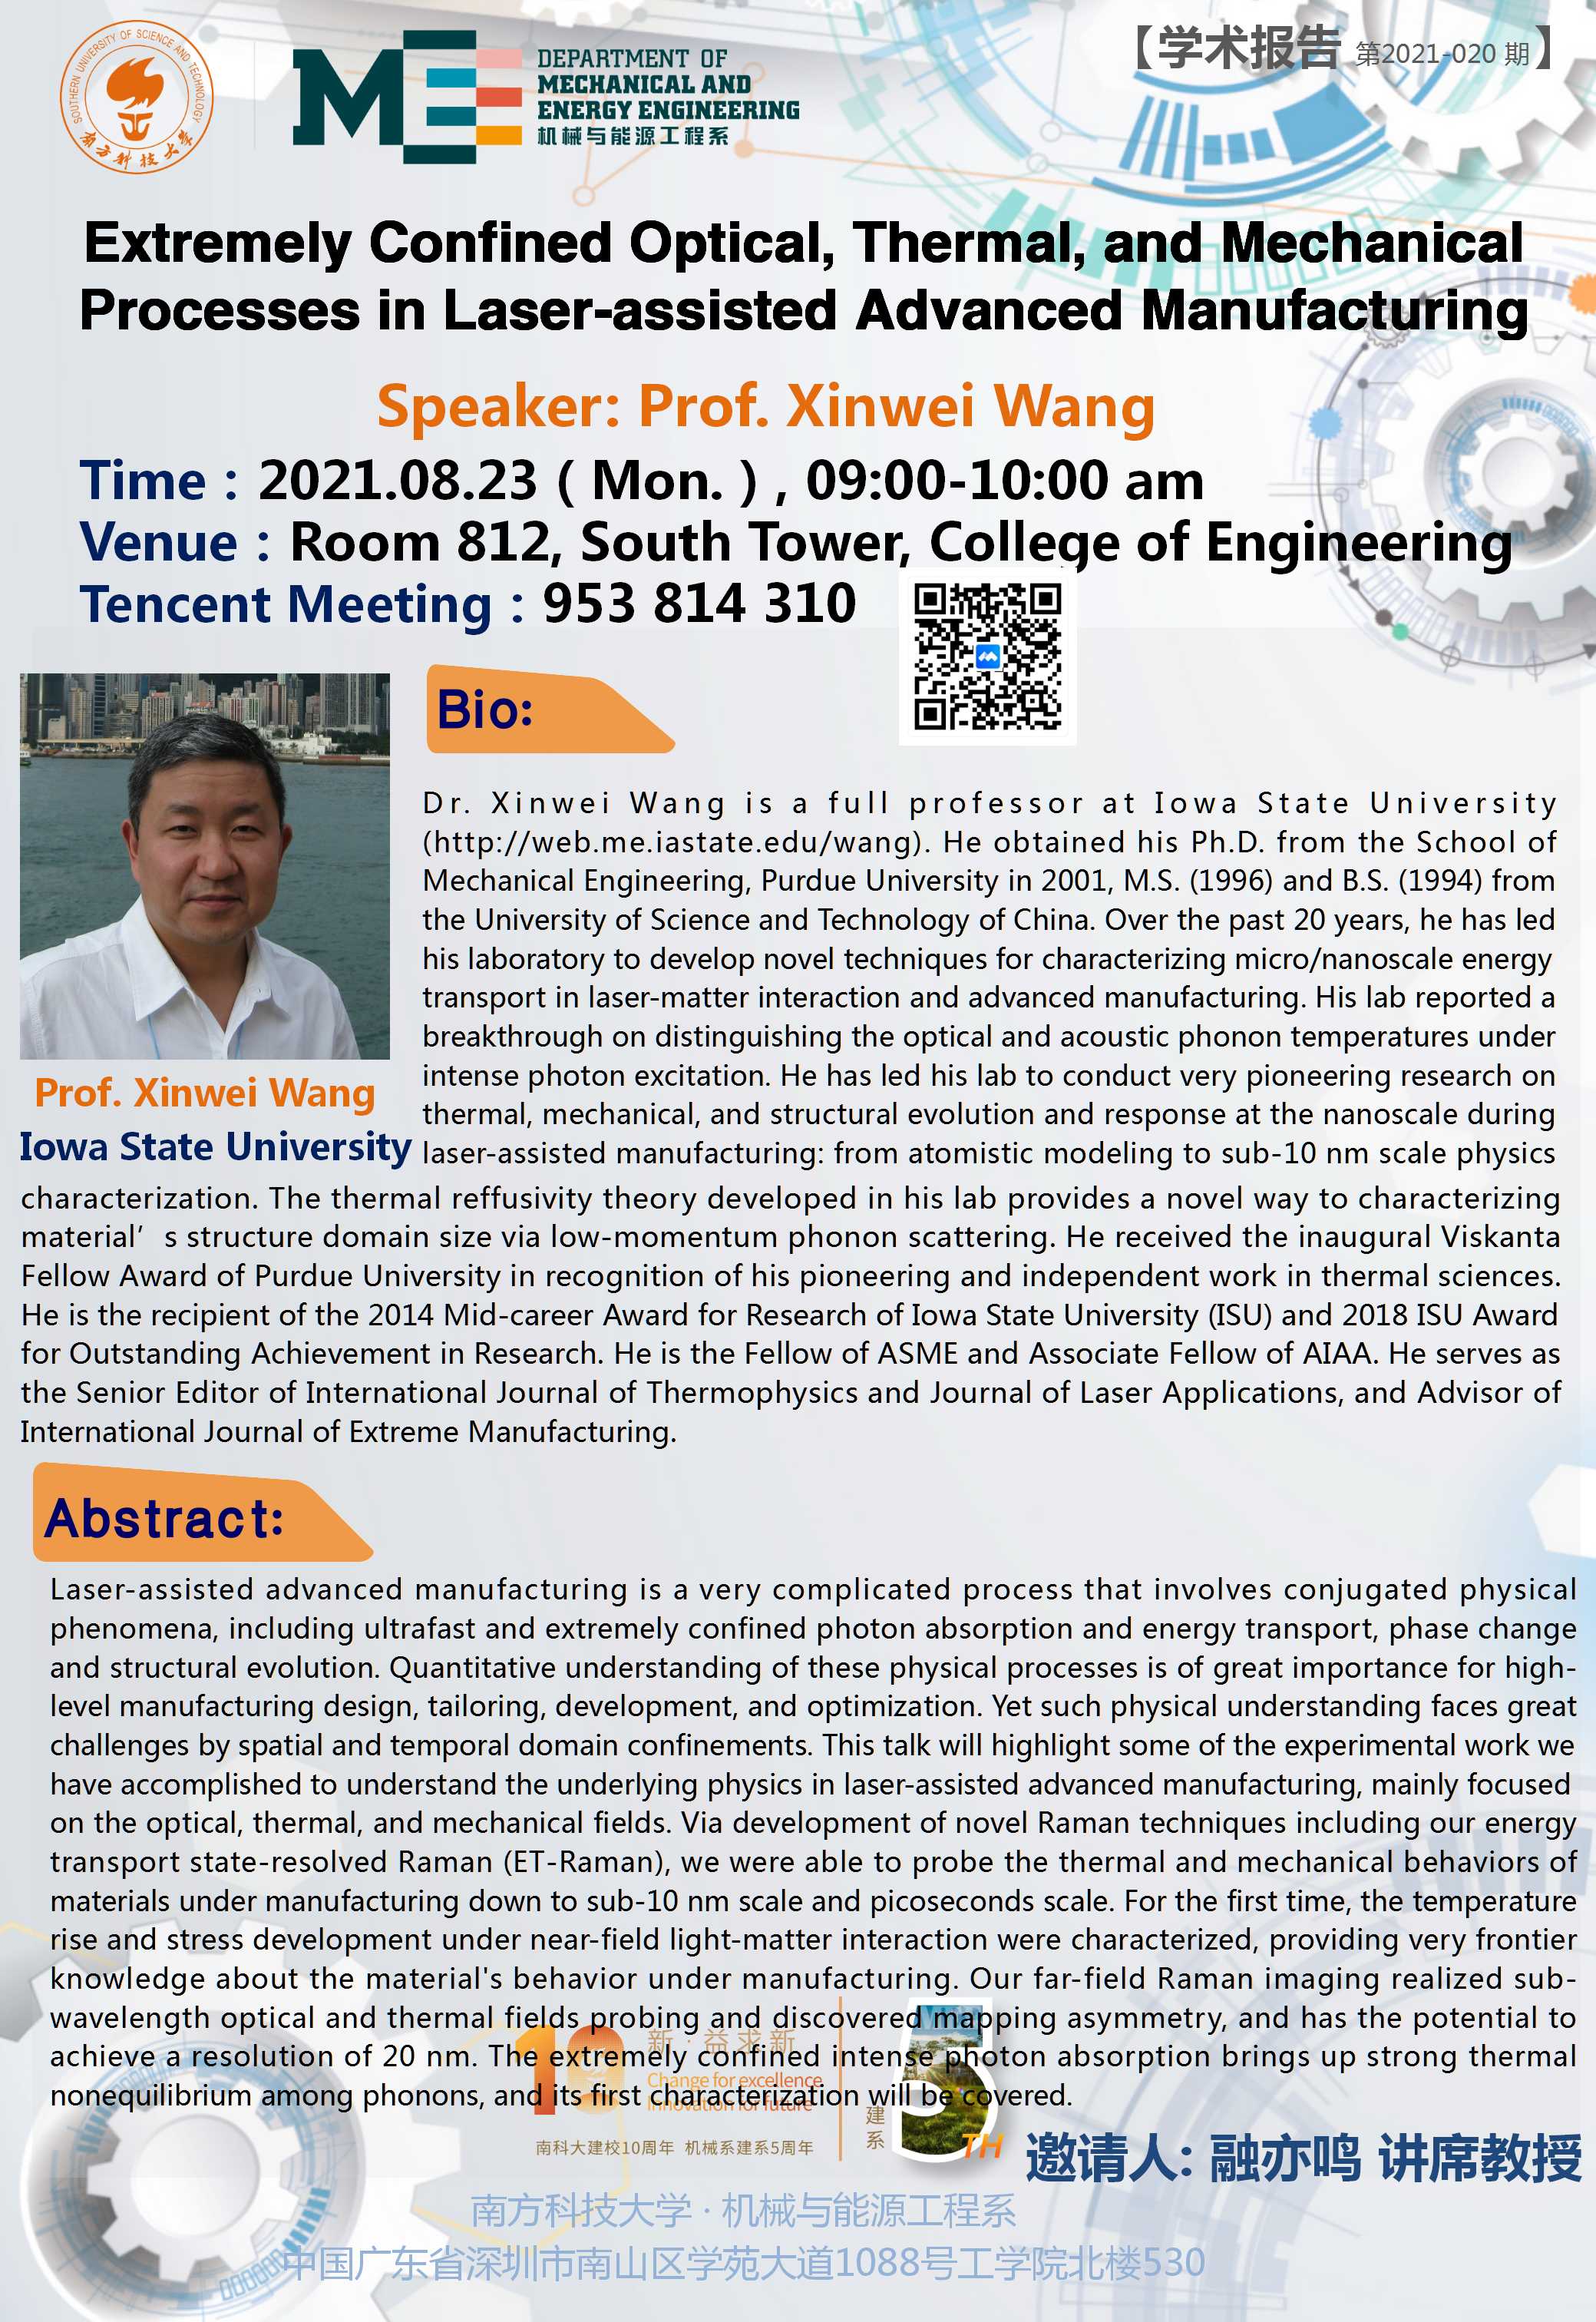 SOUTHERN UNIVERSITY OF SCIENCE AND TECHNOLOGY
南方科技大学
ME
DEPARTMENT OF
MECHANICAL AND
ENERGY ENGINEERING
机械与能源工程系
【学术报告 第2021-020 期】
Extremely Confined Optical, Thermal, and Mechanical
Processes in Laser-assisted Advanced Manufacturing
Speaker: Prof. Xinwei Wang
Time：2021.08.23（Mon.）, 09:00-10:00 am
Venue：Room 812, South Tower, College of Engineering
Tencent Meeting：953 814 310
Bio:
Dr. Xinwei Wang is a full professor at Iowa State University
(http://web.me.iastate.edu/wang). He obtained his Ph.D. from the School of
Mechanical Engineering, Purdue University in 2001, M.S. (1996) and B.S. (1994) from
the University of Science and Technology of China. Over the past 20 years, he has led
his laboratory to develop novel techniques for characterizing micro/nanoscale energy
transport in laser-matter interaction and advanced manufacturing. His lab reported a
breakthrough on distinguishing the optical and acoustic phonon temperatures under
intense photon excitation. He has led his lab to conduct very pioneering research on
thermal, mechanical, and structural evolution and response at the nanoscale during
laser-assisted manufacturing: from atomistic modeling to sub-10 nm scale physics
Prof. Xinwei Wang
Iowa State University
characterization. The thermal reffusivity theory developed in his lab provides a novel way to characterizing
material’s structure domain size via low-momentum phonon scattering. He received the inaugural Viskanta
Fellow Award of Purdue University in recognition of his pioneering and independent work in thermal sciences.
He is the recipient of the 2014 Mid-career Award for Research of Iowa State University (ISU) and 2018 ISU Award
for Outstanding Achievement in Research. He is the Fellow of ASME and Associate Fellow of AIAA. He serves as
the Senior Editor of International Journal of Thermophysics and Journal of Laser Applications, and Advisor of
International Journal of Extreme Manufacturing.
Abstract:
Laser-assisted advanced manufacturing is a very complicated process that involves conjugated physical
phenomena, including ultrafast and extremely confined photon absorption and energy transport, phase change
and structural evolution. Quantitative understanding of these physical processes is of great importance for high-
level manufacturing design, tailoring, development, and optimization. Yet such physical understanding faces great
challenges by spatial and temporal domain confinements. This talk will highlight some of the experimental work we
have accomplished to understand the underlying physics in laser-assisted advanced manufacturing, mainly focused
on the optical, thermal, and mechanical fields. Via development of novel Raman techniques including our energy
transport state-resolved Raman (ET-Raman), we were able to probe the thermal and mechanical behaviors of
materials under manufacturing down to sub-10 nm scale and picoseconds scale. For the first time, the temperature
rise and stress development under near-field light-matter interaction were characterized, providing very frontier
knowledge about the material's behavior under manufacturing. Our far-field Raman imaging realized sub-
wavelength optical and thermal fields probing and discovered mapping asymmetry, and has the potential to
achieve a resolution of 20 nm. The extremely confined intense photon absorption brings up strong thermal
nonequilibrium among phonons, and its first characterization will be covered.
10
新·益求新
Change for excellence
Innovation for future
南科大建校10周年 机械系建系5周年
建系
5TH
邀请人: 融亦鸣 讲席教授
南方科技大学 · 机械与能源工程系
中国广东省深圳市南山区学苑大道1088号工学院北楼530